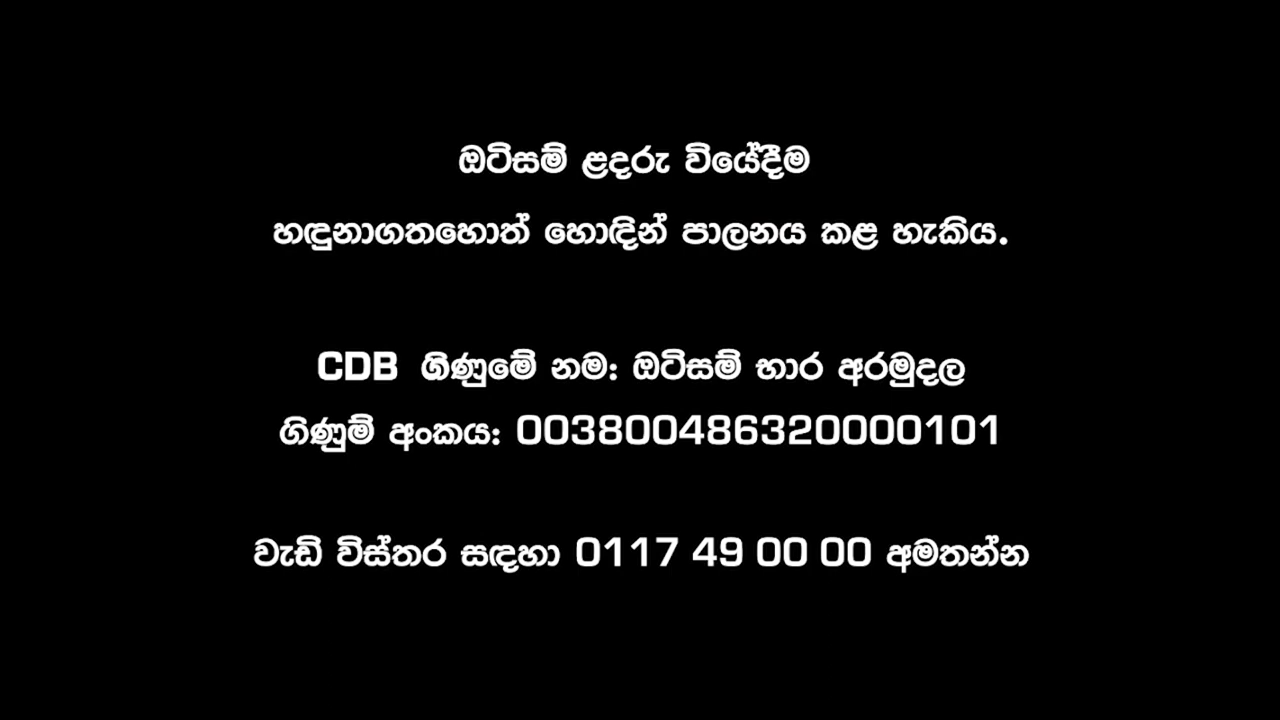 ඔටිසම් ළදරු වියේදීම
හඳුනාගතහොත් හොඳින් පාලනය කළ හැකිය.
CDB ගිණුමේ නම: ඔටිසම් භාර අරමුදල
ගිණුම් අංකය: 003800486320000101
වැඩි විස්තර සඳහා 0117 49 00 00 අමතන්න